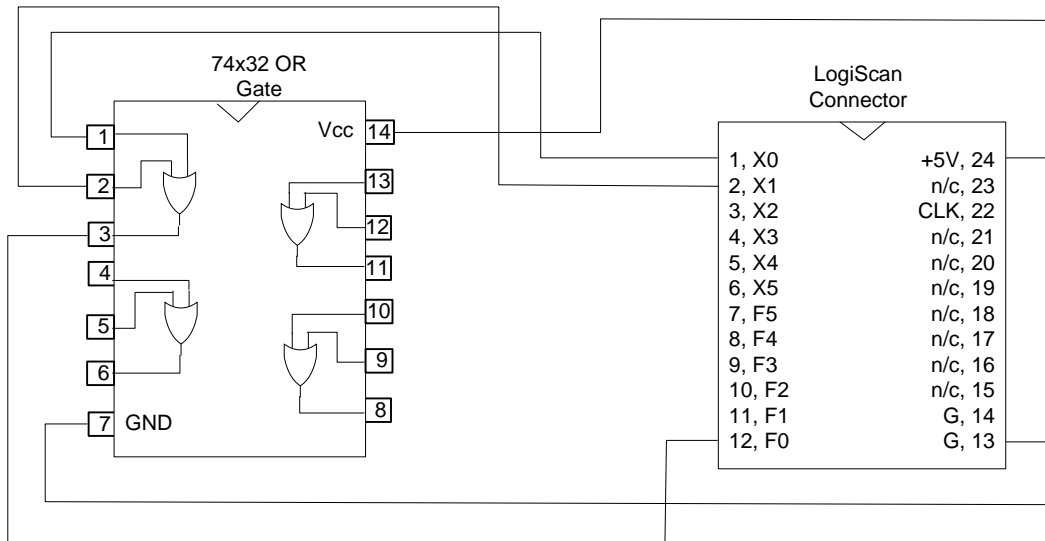 74x32 OR
Gate
1
2
3
4
5
6
7
GND
Vcc
14
13
12
11
10
9
8
LogiScan
Connector
1, X0
2, X1
3, X2
4, X3
5, X4
6, X5
7, F5
8, F4
9, F3
10, F2
11, F1
12, F0
+5V, 24
n/c, 23
CLK, 22
n/c, 21
n/c, 20
n/c, 19
n/c, 18
n/c, 17
n/c, 16
n/c, 15
G, 14
G, 13